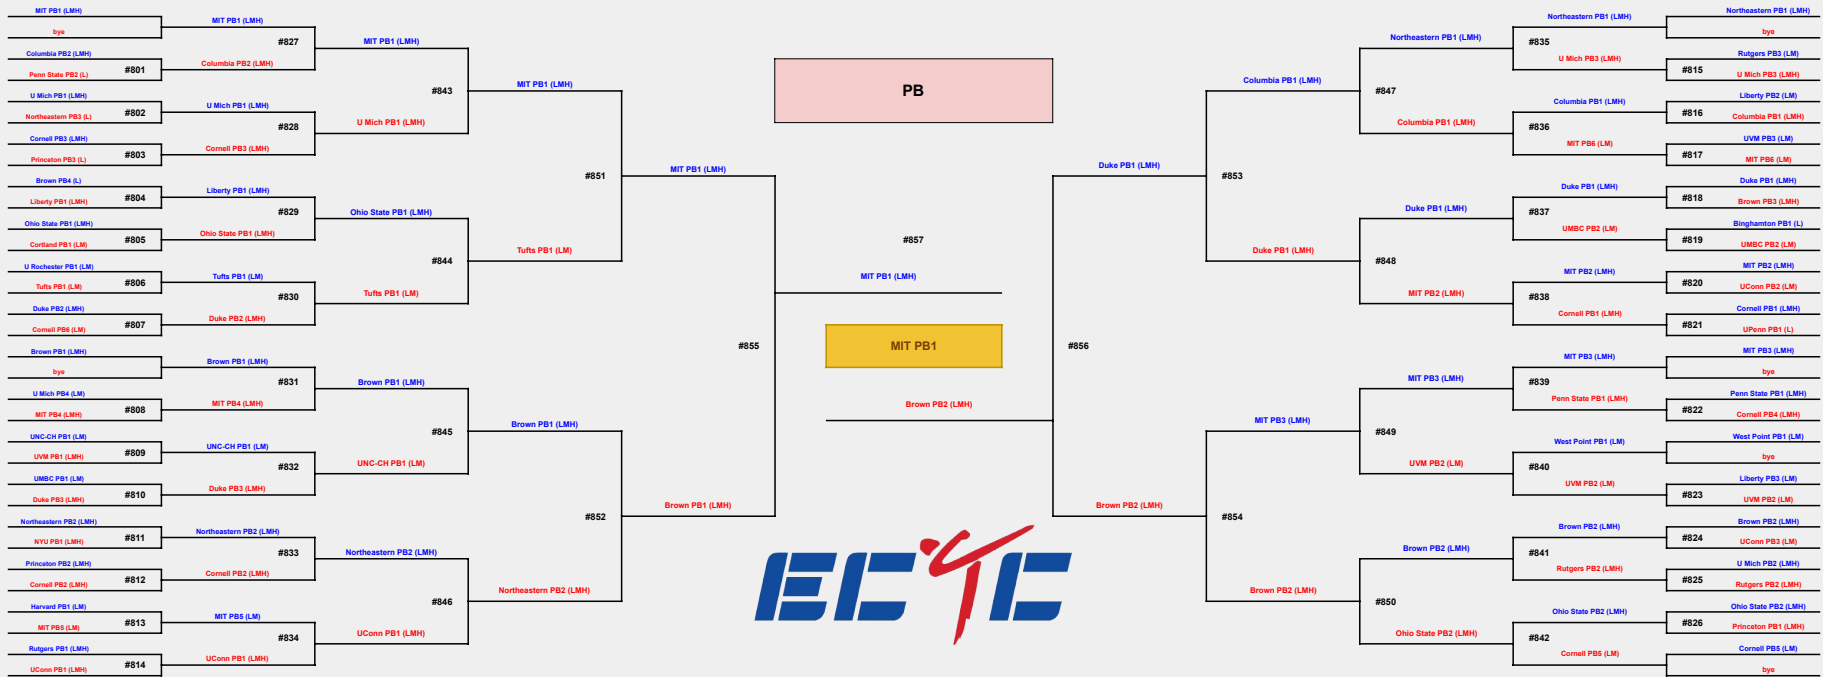 MIT PB1 (LMH)
bye
Columbia PB2 (LMH)
Penn State PB2 (L)
#801
U Mich PB1 (LMH)
Northeastern PB3 (L)
#802
Cornell PB3 (LMH)
Princeton PB3 (L)
#803
Brown PB4 (L)
Liberty PB1 (LMH)
#804
Ohio State PB1 (LMH)
Cortland PB1 (LM)
#805
U Rochester PB1 (LM)
Tufts PB1 (LM)
#806
Duke PB2 (LMH)
Cornell PB6 (LM)
#807
Brown PB1 (LMH)
bye
U Mich PB4 (LM)
MIT PB4 (LMH)
#808
UNC-CH PB1 (LM)
UVM PB1 (LMH)
#809
UMBC PB1 (LM)
Duke PB3 (LMH)
#810
Northeastern PB2 (LMH)
NYU PB1 (LMH)
#811
Princeton PB2 (LMH)
Cornell PB2 (LMH)
#812
Harvard PB1 (LM)
MIT PB5 (LM)
#813
Rutgers PB1 (LMH)
UConn PB1 (LMH)
#814
MIT PB1 (LMH)
#827
Columbia PB2 (LMH)
U Mich PB1 (LMH)
#828
Cornell PB3 (LMH)
Liberty PB1 (LMH)
#829
Ohio State PB1 (LMH)
Tufts PB1 (LM)
#830
Duke PB2 (LMH)
Brown PB1 (LMH)
#831
MIT PB4 (LMH)
UNC-CH PB1 (LM)
#832
Duke PB3 (LMH)
Northeastern PB2 (LMH)
#833
Cornell PB2 (LMH)
MIT PB5 (LM)
#834
UConn PB1 (LMH)
MIT PB1 (LMH)
#843
U Mich PB1 (LMH)
Ohio State PB1 (LMH)
#844
Tufts PB1 (LM)
Brown PB1 (LMH)
#845
UNC-CH PB1 (LM)
Northeastern PB2 (LMH)
#846
UConn PB1 (LMH)
MIT PB1 (LMH)
#851
Tufts PB1 (LM)
Brown PB1 (LMH)
#852
Northeastern PB2 (LMH)
MIT PB1 (LMH)
#855
Brown PB1 (LMH)
PB
#857
MIT PB1 (LMH)
MIT PB1
Brown PB2 (LMH)
ECTC
Duke PB1 (LMH)
#856
Brown PB2 (LMH)
Columbia PB1 (LMH)
#853
Duke PB1 (LMH)
MIT PB3 (LMH)
#854
Brown PB2 (LMH)
Northeastern PB1 (LMH)
#847
Columbia PB1 (LMH)
Duke PB1 (LMH)
#848
MIT PB2 (LMH)
MIT PB3 (LMH)
#849
UVM PB2 (LM)
Brown PB2 (LMH)
#850
Ohio State PB2 (LMH)
Northeastern PB1 (LMH)
#835
U Mich PB3 (LMH)
Columbia PB1 (LMH)
#836
MIT PB6 (LM)
Duke PB1 (LMH)
#837
UMBC PB2 (LM)
MIT PB2 (LMH)
#838
Cornell PB1 (LMH)
MIT PB3 (LMH)
#839
Penn State PB1 (LMH)
West Point PB1 (LM)
#840
UVM PB2 (LM)
Brown PB2 (LMH)
#841
Rutgers PB2 (LMH)
Ohio State PB2 (LMH)
#842
Cornell PB5 (LM)
Northeastern PB1 (LMH)
bye
Rutgers PB3 (LM)
#815
U Mich PB3 (LMH)
Liberty PB2 (LM)
#816
Columbia PB1 (LMH)
UVM PB3 (LM)
#817
MIT PB6 (LM)
Duke PB1 (LMH)
#818
Brown PB3 (LMH)
Binghamton PB1 (L)
#819
UMBC PB2 (LM)
MIT PB2 (LMH)
#820
UConn PB2 (LM)
Cornell PB1 (LMH)
#821
UPenn PB1 (L)
MIT PB3 (LMH)
bye
Penn State PB1 (LMH)
#822
Cornell PB4 (LMH)
West Point PB1 (LM)
bye
Liberty PB3 (LM)
#823
UVM PB2 (LM)
Brown PB2 (LMH)
#824
UConn PB3 (LM)
U Mich PB2 (LMH)
#825
Rutgers PB2 (LMH)
Ohio State PB2 (LMH)
#826
Princeton PB1 (LMH)
Cornell PB5 (LM)
bye